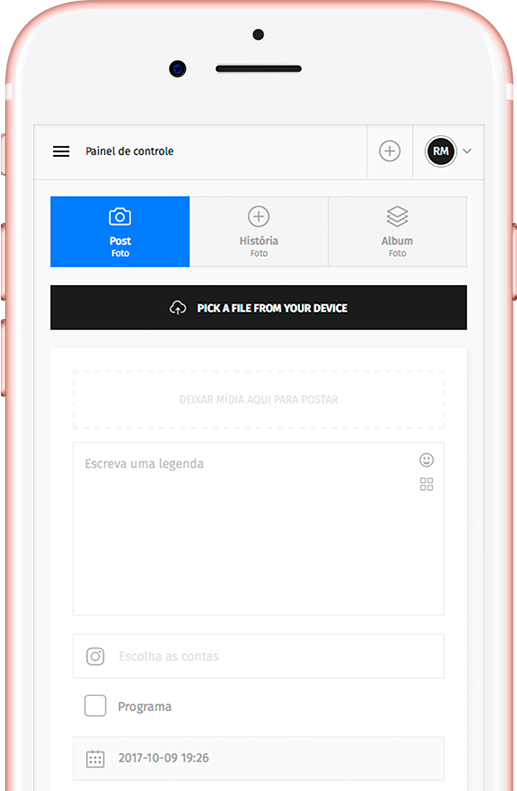 Painel de controle
RM
Post
Foto
História
Foto
Album
Foto
PICK A FILE FROM YOUR DEVICE
DEIXAR MÍDIA AQUI PARA POSTAR
Escreva uma legenda
Escolha as contas
Programa
2017-10-09 19:26